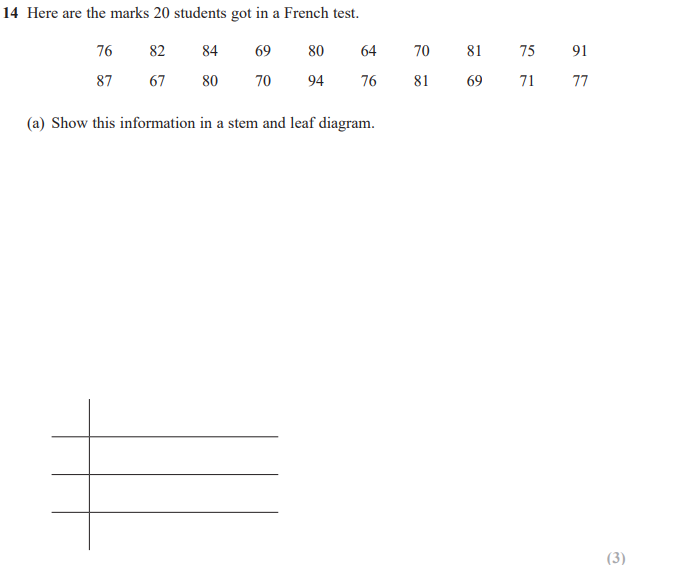 14 Here are the marks 20 students got in a French test.
76 82 84 69 80 64 70 81 75 91
87 67 80 70 94 76 81 69 71 77
(a) Show this information in a stem and leaf diagram.
(3)